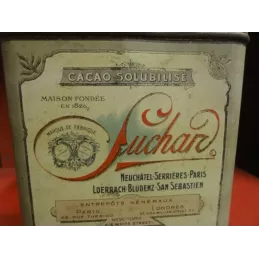 CACAO SOLUBILISÉ
MAISON FONDÉE
EN 1826
MARQUE DE FABRIQUE
Suchard
NEUCHÂTEL-SERRIÈRES-PARIS
LOERRACH-BLUDENZ-SAN SEBASTIEN
ENTREPÔTS GÉNÉRAUX
PARIS
LONDRES